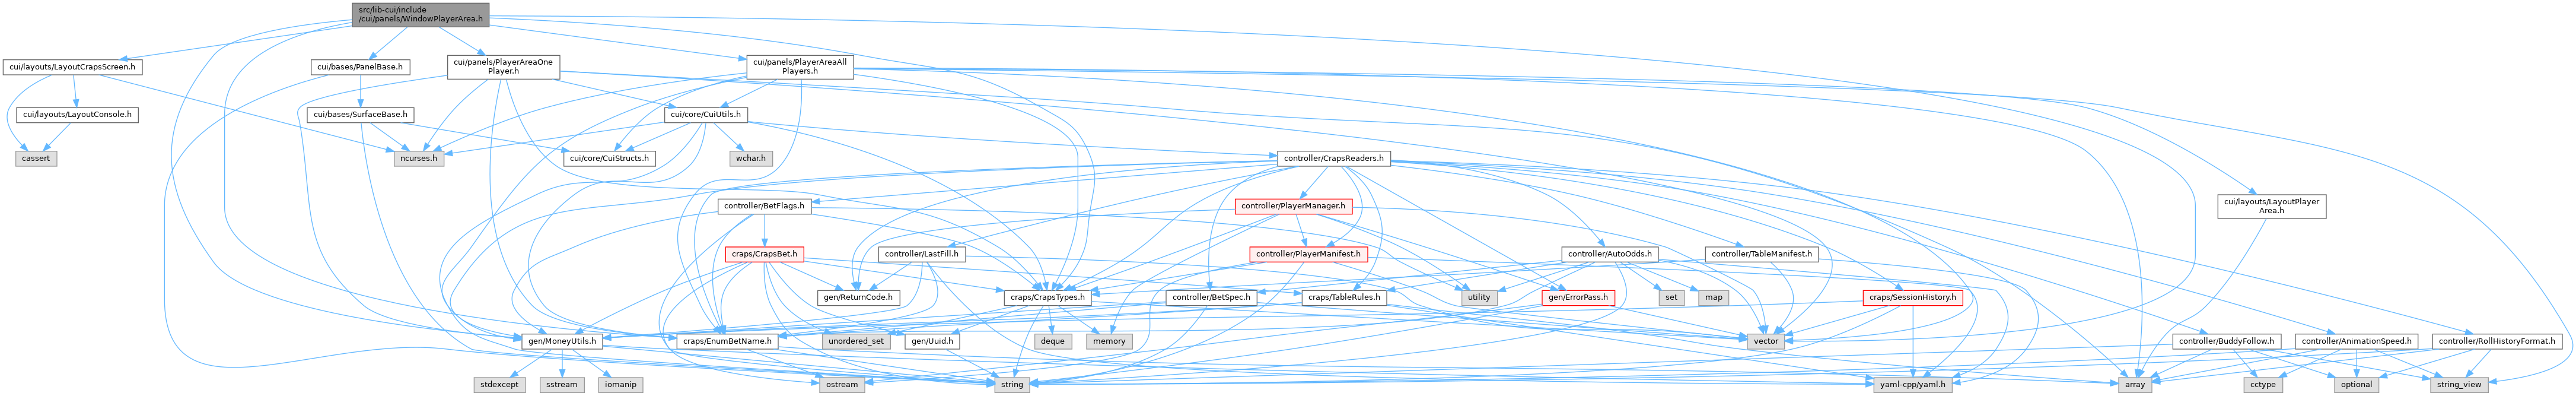 src/lib-cui/include
/cui/panels/WindowPlayerArea.h
cui/layouts/LayoutCrapsScreen.h
cui/bases/PanelBase.h
cui/panels/PlayerAreaOne
Player.h
cui/panels/PlayerAreaAll
Players.h
cui/layouts/LayoutConsole.h
cui/bases/SurfaceBase.h
cui/core/CuiUtils.h
cassert
ncurses.h
cui/core/CuiStructs.h
wchar.h
controller/CrapsReaders.h
controller/BetFlags.h
controller/PlayerManager.h
cui/layouts/LayoutPlayer
Area.h
craps/CrapsBet.h
controller/LastFill.h
controller/PlayerManifest.h
controller/AutoOdds.h
controller/TableManifest.h
gen/ReturnCode.h
craps/CrapsTypes.h
controller/BetSpec.h
craps/TableRules.h
utility
gen/ErrorPass.h
set
map
craps/SessionHistory.h
gen/MoneyUtils.h
craps/EnumBetName.h
unordered_set
gen/Uuid.h
deque
memory
vector
controller/BuddyFollow.h
controller/AnimationSpeed.h
controller/RollHistoryFormat.h
stdexcept
sstream
iomanip
ostream
string
yaml-cpp/yaml.h
array
cctype
optional
string_view